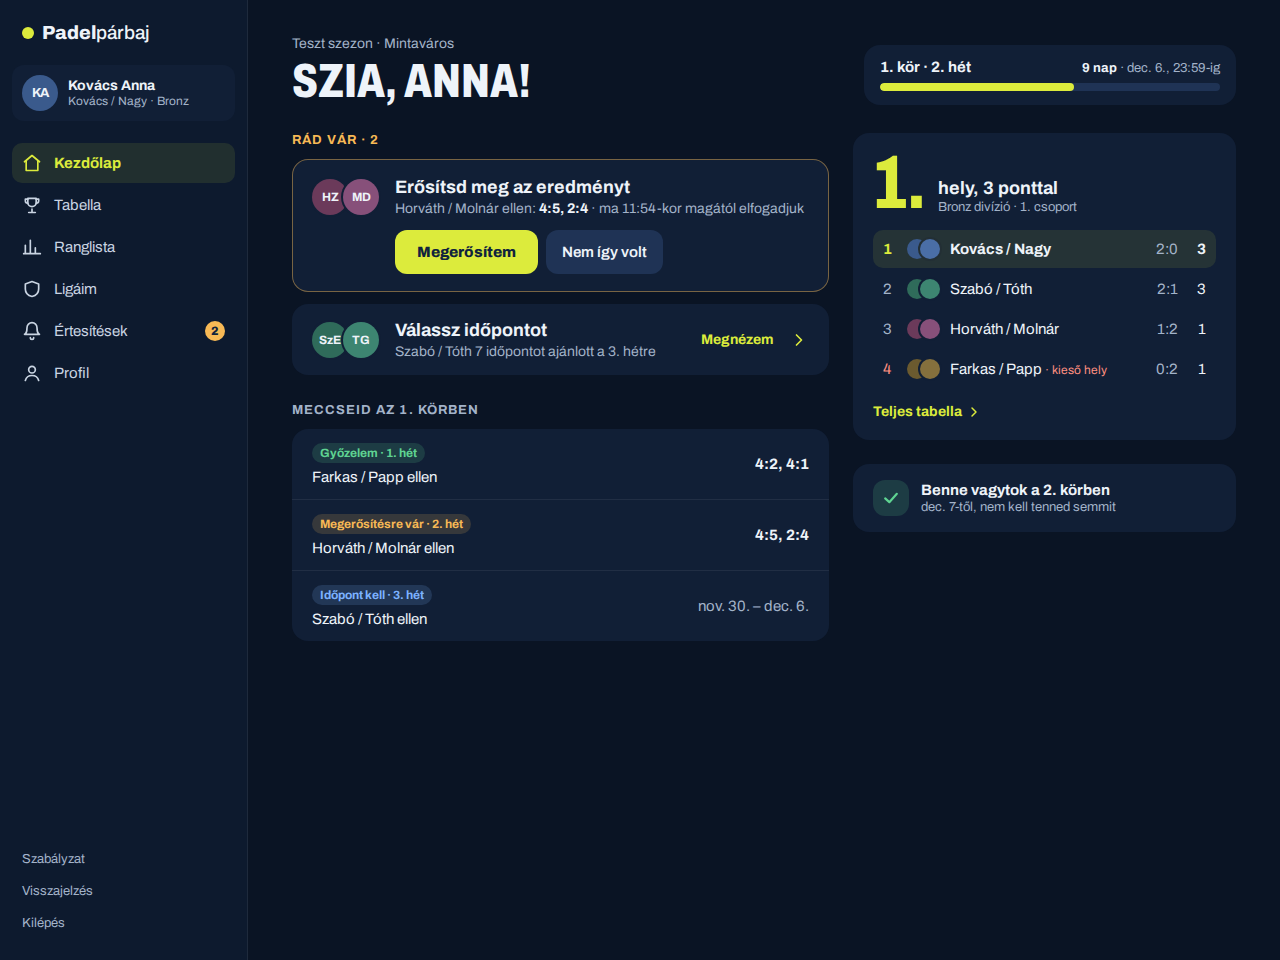 Padelpárbaj
KA
Kovács Anna
Kovács / Nagy · Bronz
Kezdőlap
Tabella
Ranglista
Ligáim
Értesítések 2
Profil
Szabályzat
Visszajelzés
Kilépés
Teszt szezon · Mintaváros
SZIA, ANNA!
1. kör · 2. hét 9 nap · dec. 6., 23:59-ig
RÁD VÁR · 2
HZ MD
Erősítsd meg az eredményt
Horváth / Molnár ellen: 4:5, 2:4 · ma 11:54-kor magától elfogadjuk
Megerősítem Nem így volt
SzE TG
Válassz időpontot
Szabó / Tóth 7 időpontot ajánlott a 3. hétre
Megnézem
MECCSEID AZ 1. KÖRBEN
Győzelem · 1. hét
Farkas / Papp ellen
4:2, 4:1
Megerősítésre vár · 2. hét
Horváth / Molnár ellen
4:5, 2:4
Időpont kell · 3. hét
Szabó / Tóth ellen
nov. 30. – dec. 6.
1. hely, 3 ponttal
Bronz divízió · 1. csoport
1 Kovács / Nagy 2:0 3
2 Szabó / Tóth 2:1 3
3 Horváth / Molnár 1:2 1
4 Farkas / Papp · kieső hely 0:2 1
Teljes tabella
Benne vagytok a 2. körben
dec. 7-től, nem kell tenned semmit